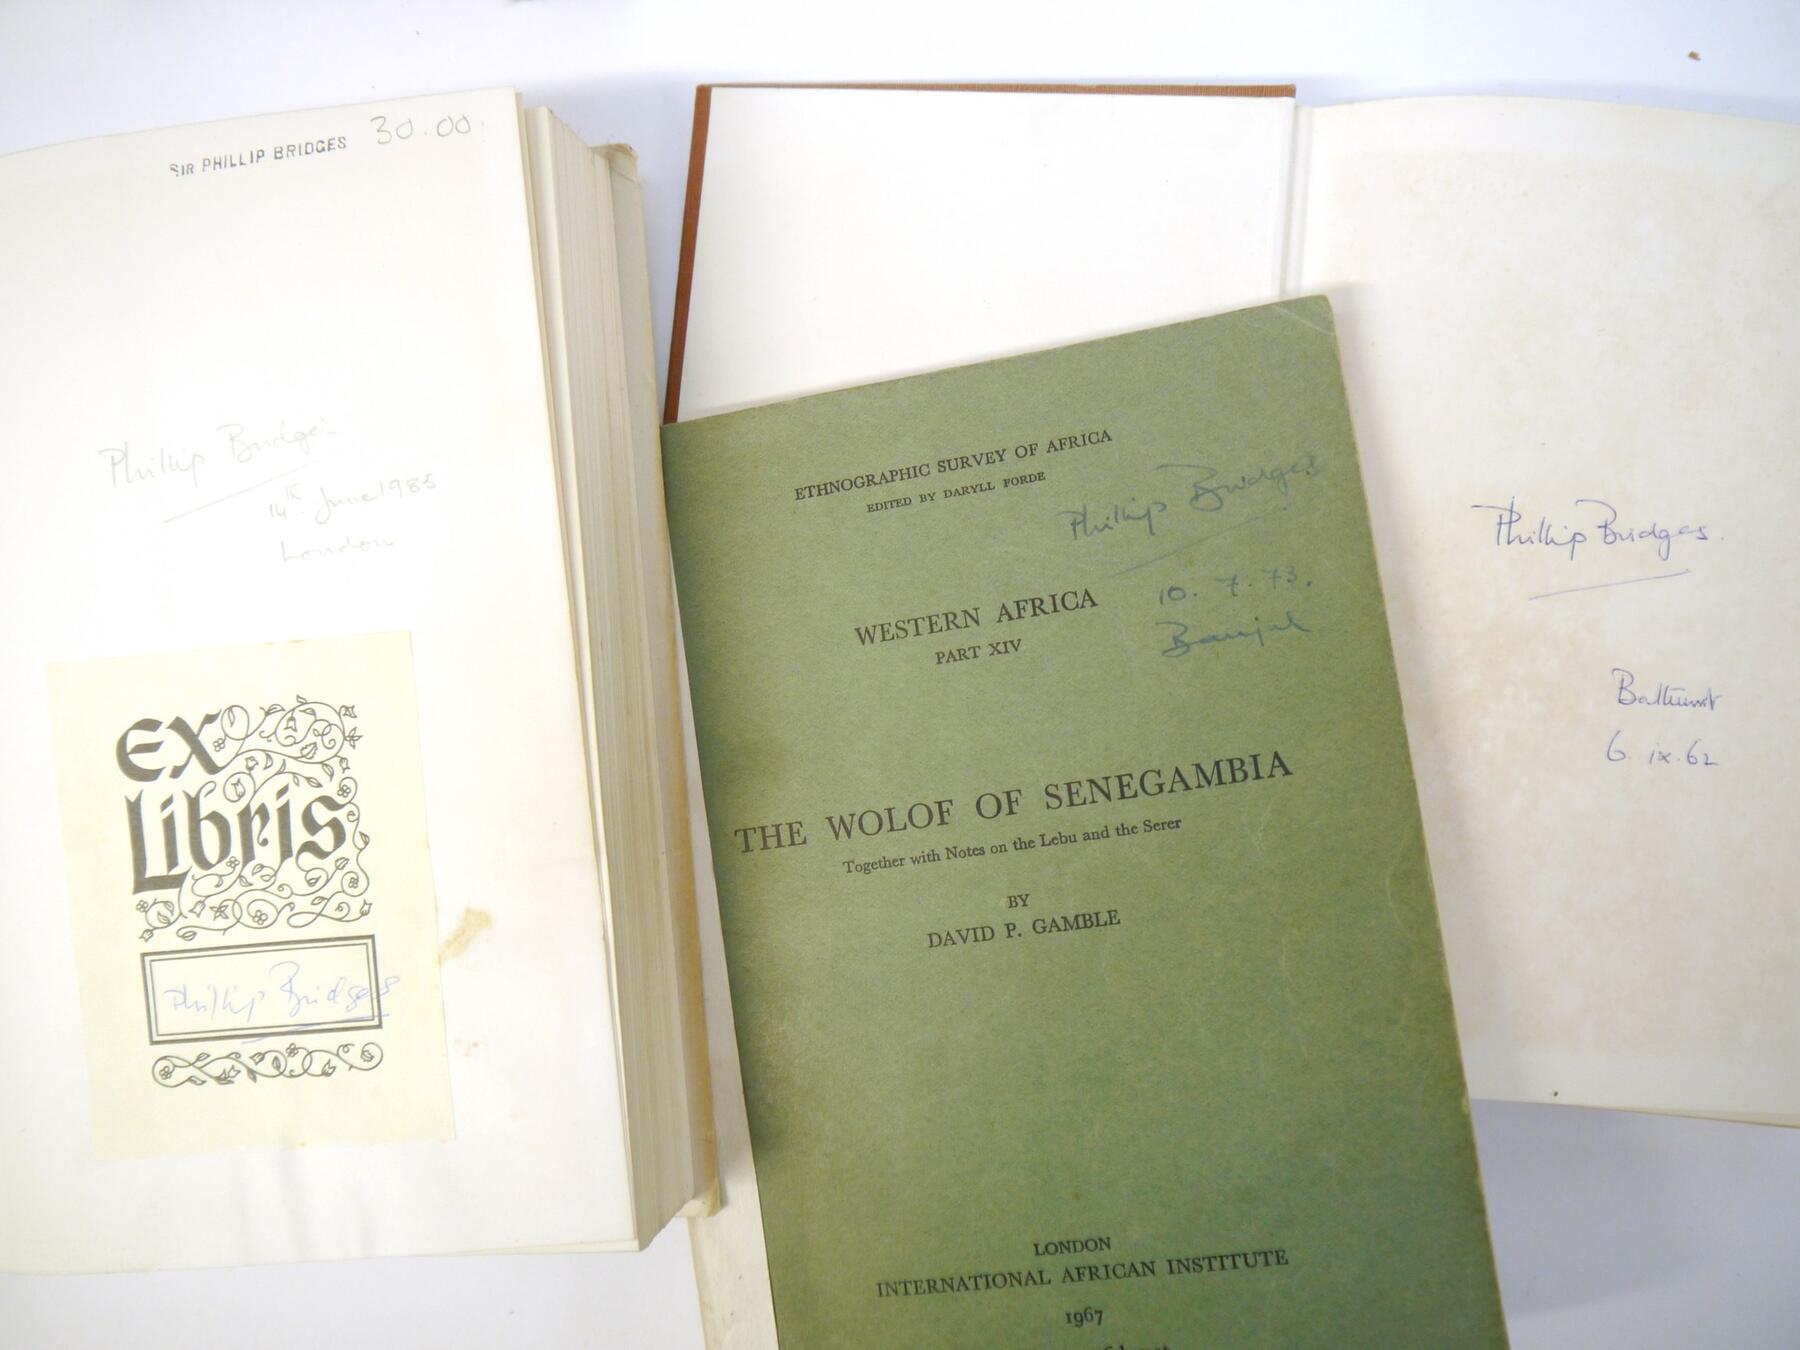 SIR PHILLIP BRIDGES 30.00.
Phillip Bridges
14th June 1985
London
EX
Libris
Phillip Bridges
ETHNOGRAPHIC SURVEY OF AFRICA
EDITED BY DARYLL FORDE
Phillip Bridges
10.7.73.
Banjul
WESTERN AFRICA
PART XIV
THE WOLOF OF SENEGAMBIA
Together with Notes on the Lebu and the Serer
BY
DAVID P. GAMBLE
LONDON
INTERNATIONAL AFRICAN INSTITUTE
1967
Phillip Bridges.
Bathurst
6.ix.62